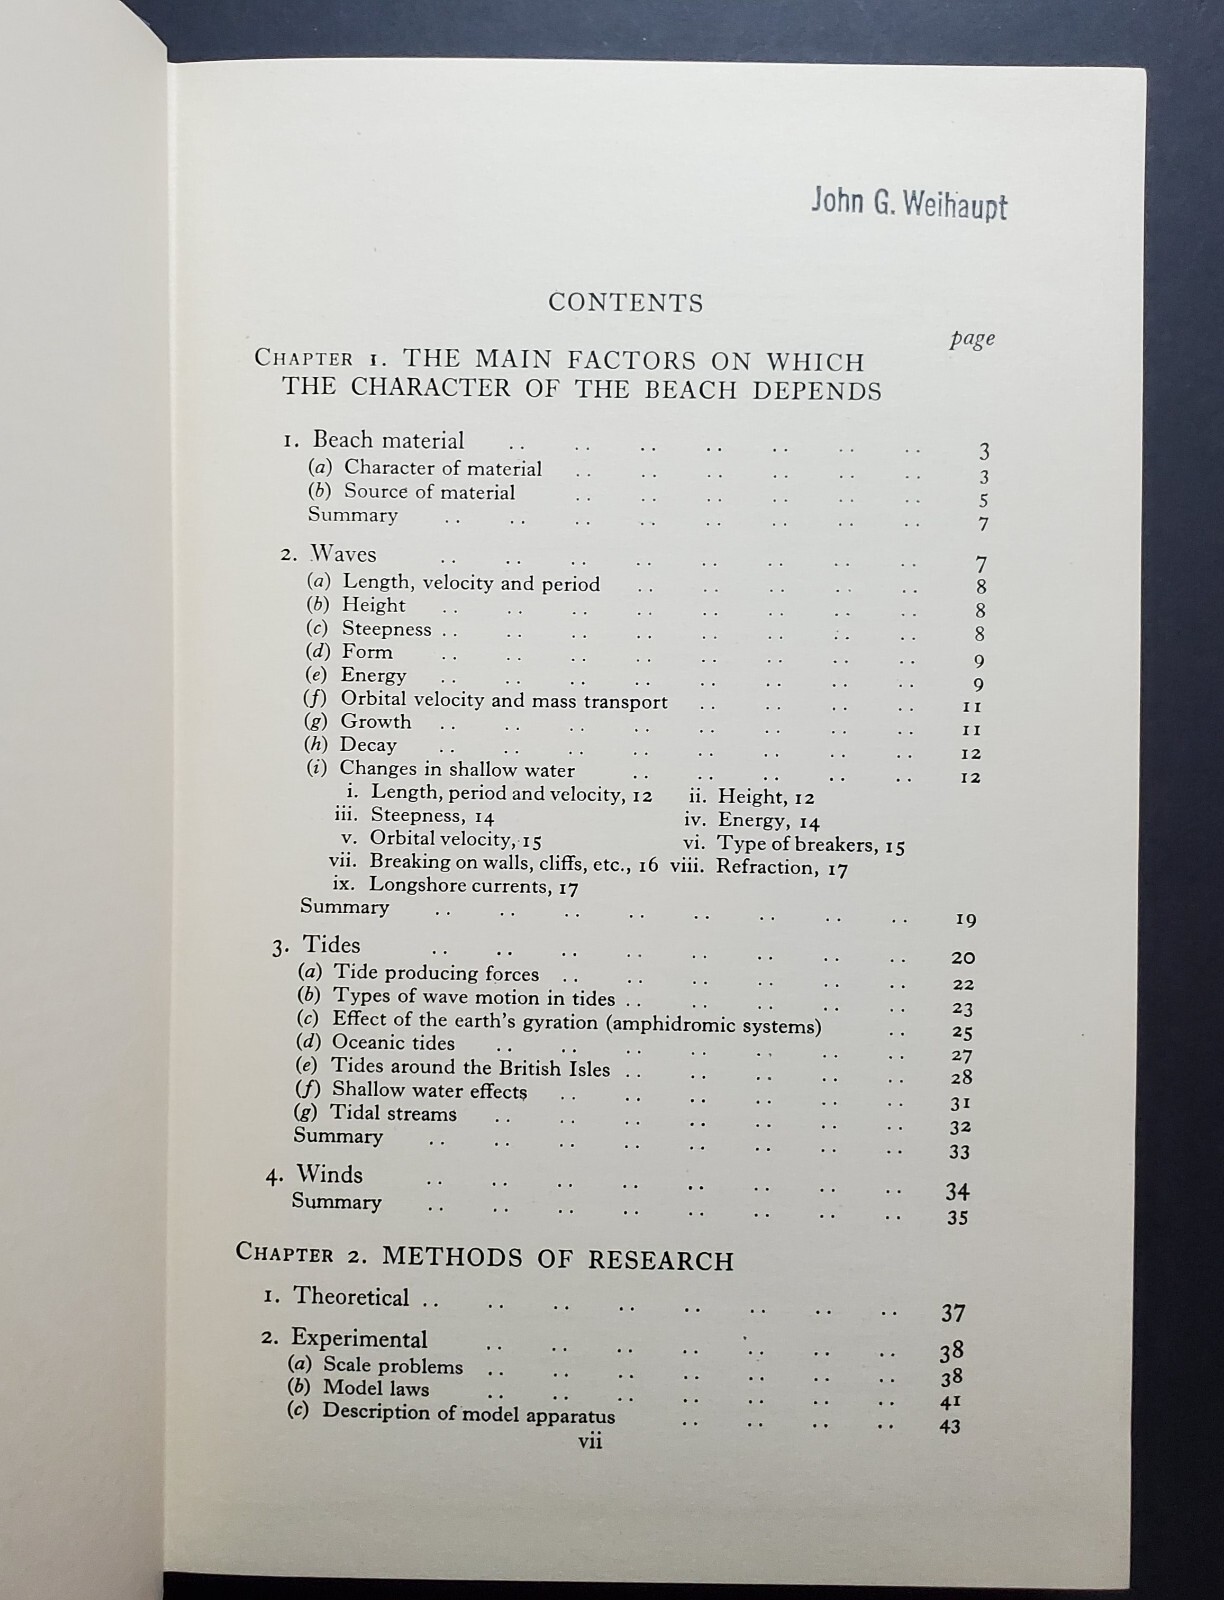 John G. Weihaupt
CONTENTS
page
CHAPTER 1. THE MAIN FACTORS ON WHICH
THE CHARACTER OF THE BEACH DEPENDS
1. Beach material .. .. .. .. .. .. .. 3
(a) Character of material .. .. .. .. .. .. 3
(b) Source of material .. .. .. .. .. .. 5
Summary .. .. .. .. .. .. .. .. 7
2. Waves .. .. .. .. .. .. .. .. 7
(a) Length, velocity and period .. .. .. .. .. 8
(b) Height .. .. .. .. .. .. .. .. 8
(c) Steepness .. .. .. .. .. .. .. .. 8
(d) Form .. .. .. .. .. .. .. .. 9
(e) Energy .. .. .. .. .. .. .. .. 9
(f) Orbital velocity and mass transport .. .. .. .. 11
(g) Growth .. .. .. .. .. .. .. .. 11
(h) Decay .. .. .. .. .. .. .. .. 12
(i) Changes in shallow water .. .. .. .. .. 12
i. Length, period and velocity, 12 ii. Height, 12
iii. Steepness, 14 iv. Energy, 14
v. Orbital velocity, 15 vi. Type of breakers, 15
vii. Breaking on walls, cliffs, etc., 16 viii. Refraction, 17
ix. Longshore currents, 17
Summary .. .. .. .. .. .. .. .. 19
3. Tides .. .. .. .. .. .. .. .. 20
(a) Tide producing forces .. .. .. .. .. .. 22
(b) Types of wave motion in tides .. .. .. .. .. 23
(c) Effect of the earth's gyration (amphidromic systems) .. 25
(d) Oceanic tides .. .. .. .. .. .. .. 27
(e) Tides around the British Isles .. .. .. .. .. 28
(f) Shallow water effects .. .. .. .. .. .. 31
(g) Tidal streams .. .. .. .. .. .. .. 32
Summary .. .. .. .. .. .. .. .. 33
4. Winds .. .. .. .. .. .. .. .. 34
Summary .. .. .. .. .. .. .. .. 35
CHAPTER 2. METHODS OF RESEARCH
1. Theoretical .. .. .. .. .. .. .. .. 37
2. Experimental .. .. .. .. .. .. .. 38
(a) Scale problems .. .. .. .. .. .. .. 38
(b) Model laws .. .. .. .. .. .. .. 41
(c) Description of model apparatus .. .. .. .. 43
vii